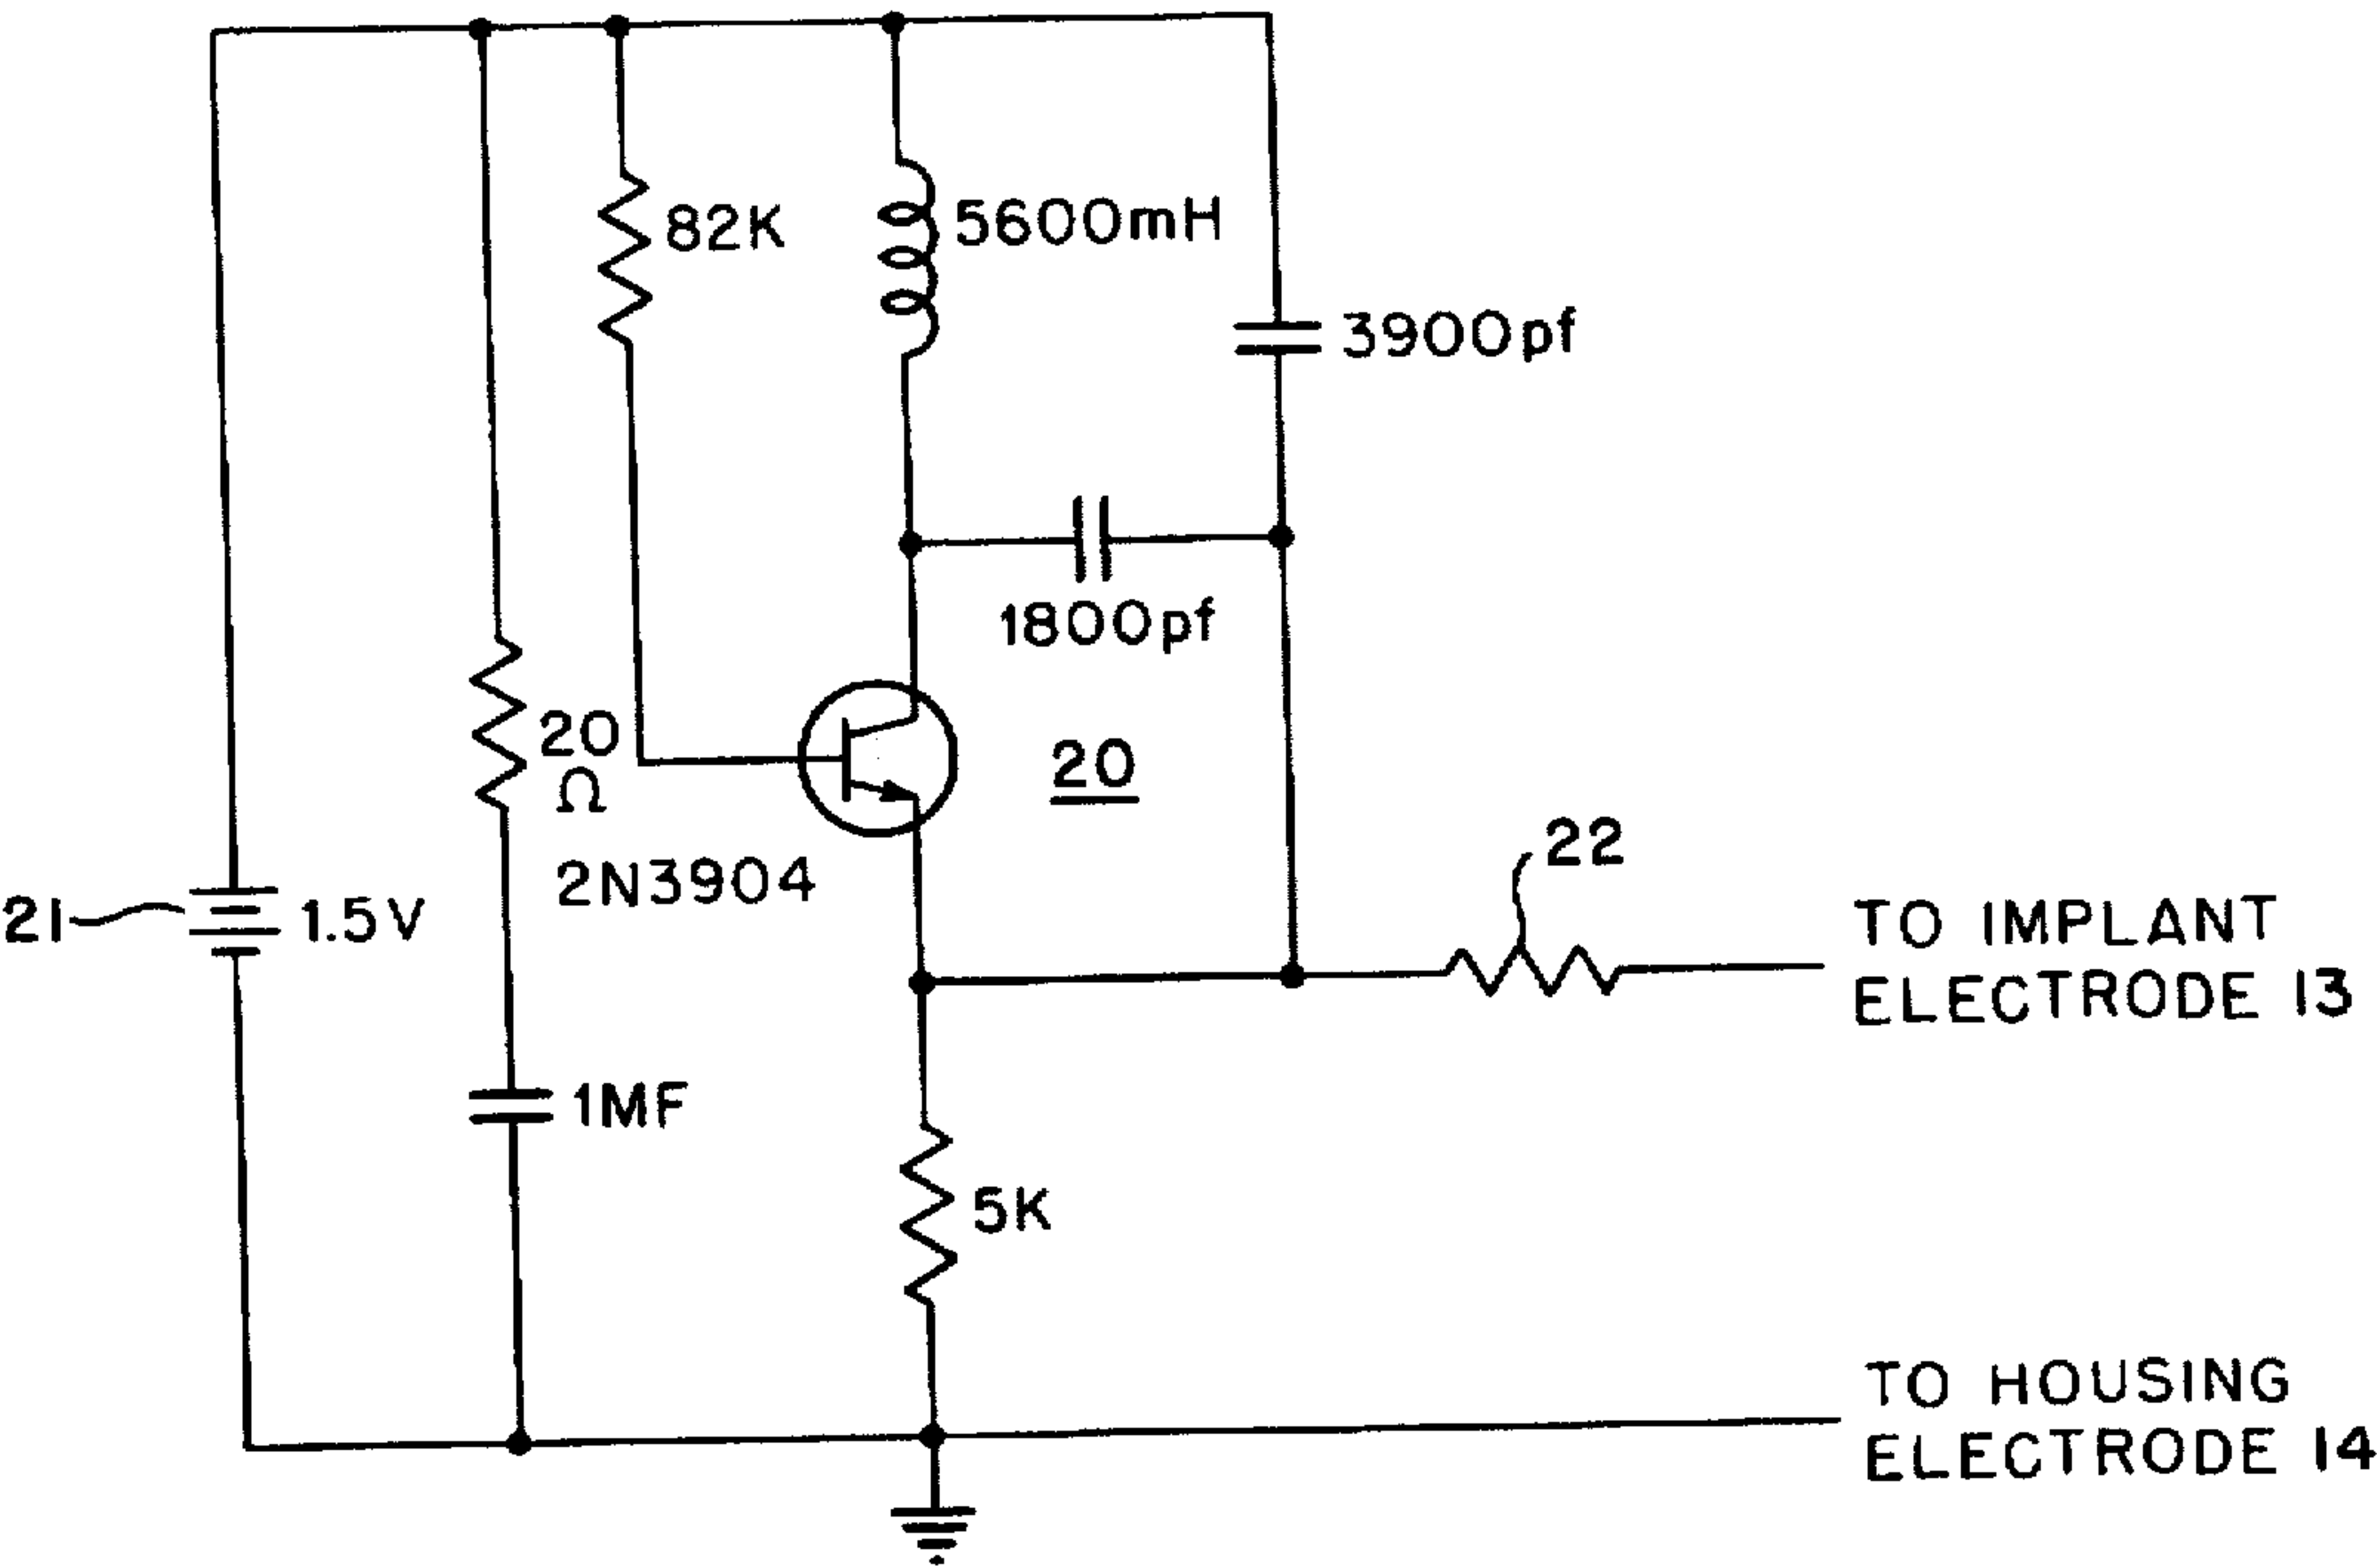 82K
5600mH
3900pf
1800pf
20
Ω
20
2N3904
22
21
1.5V
TO IMPLANT
ELECTRODE 13
1MF
5K
TO HOUSING
ELECTRODE 14